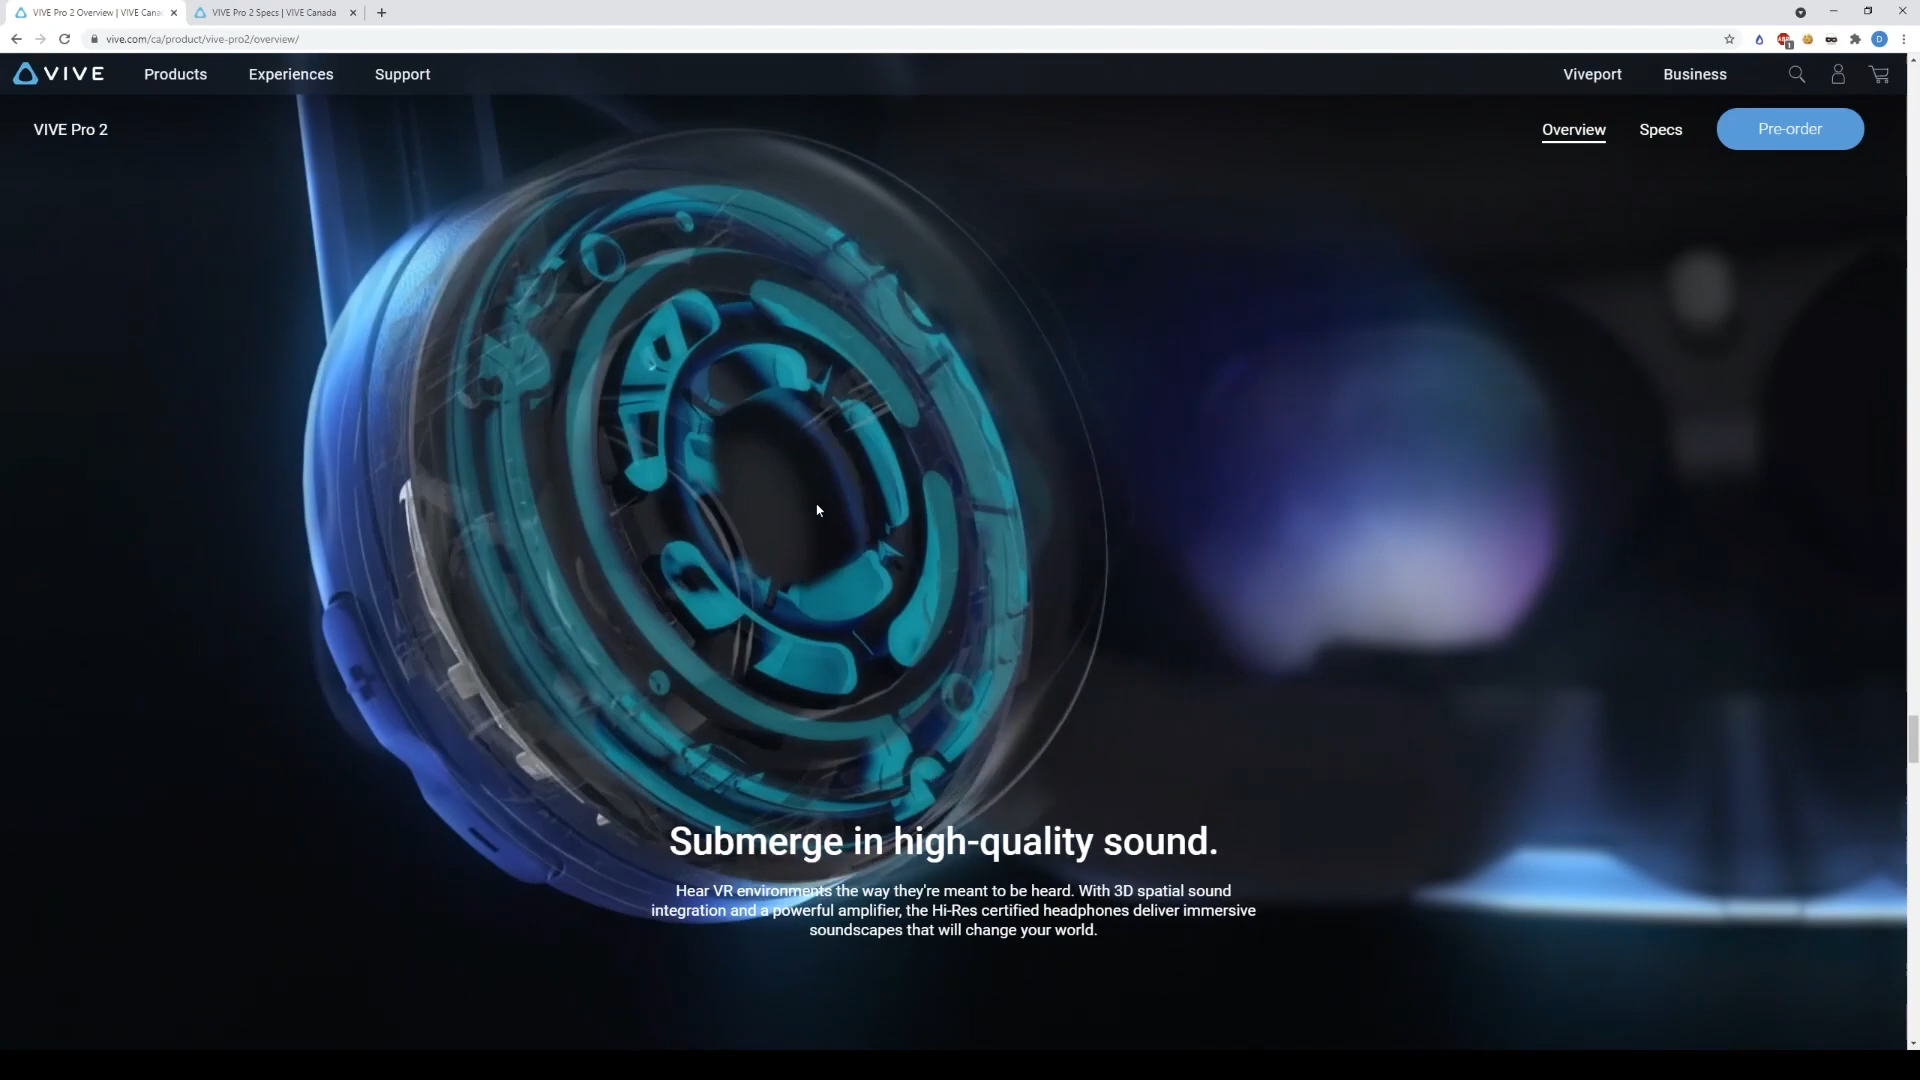 VIVE Pro 2 Overview | VIVE Cana
VIVE Pro 2 Specs | VIVE Canada
vive.com/ca/product/vive-pro2/overview/
VIVE
Products
Experiences
Support
Viveport
Business
VIVE Pro 2
Overview
Specs
Pre-order
Submerge in high-quality sound.
Hear VR environments the way they're meant to be heard. With 3D spatial sound
integration and a powerful amplifier, the Hi-Res certified headphones deliver immersive
soundscapes that will change your world.